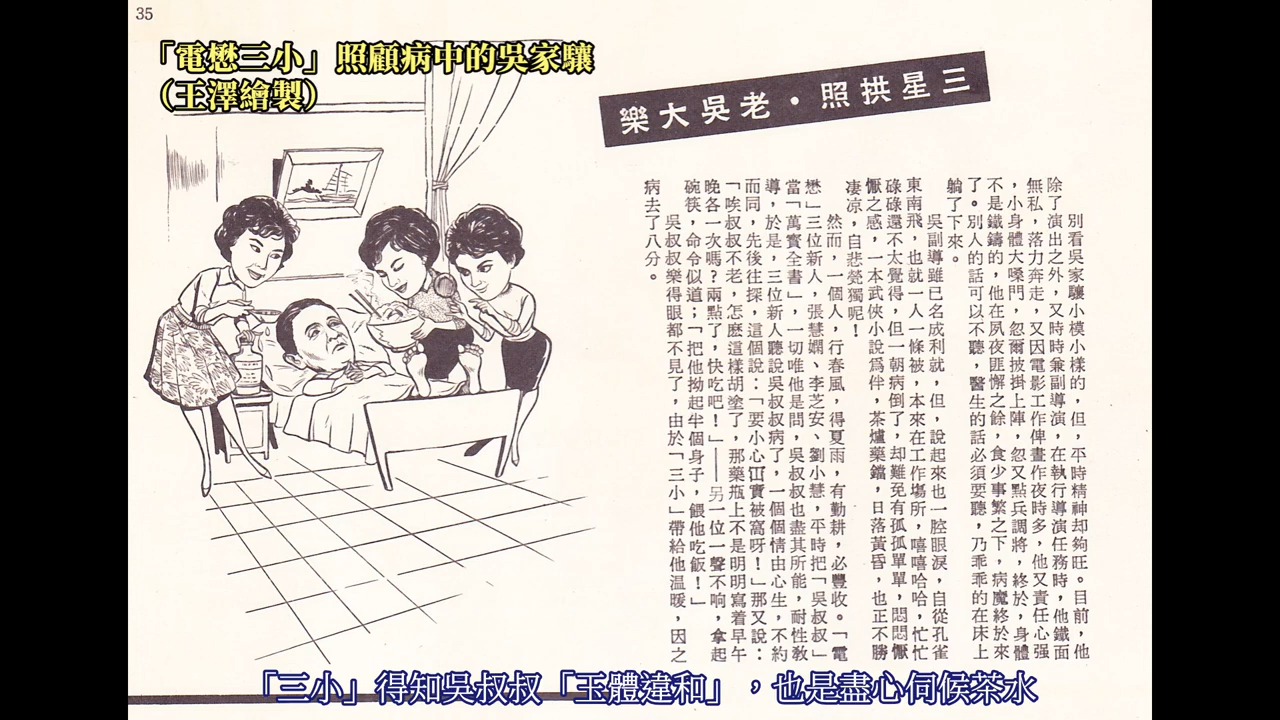 35
「電懋三小」照顧病中的吳家驤
（王澤繪製）
三星拱照・老吳大樂
別看吳家驤小模小樣的，但，平時精神却夠旺。目前，他
除了演出之外，又時時兼副導演，在執行導演任務時，他鐵面
無私，落力奔走，又因電影工作俾晝作夜時多，他又責任心强
，小身體大嗓門，忽爾披掛上陣，忽又點兵調將，終於，身體
不是鐵鑄的，他在夙夜匪懈之餘，食少事繁之下，病魔終於來
了。別人的話可以不聽，醫生的話必須要聽，乃乖乖的在床上
躺了下來。
吳副導雖已名成利就，但，說起來也一腔眼淚，自從孔雀
東南飛，也就一人一條被，本來在工作塲所，嘻嘻哈哈，忙忙
碌碌還不太覺得，但一朝病倒了，却難免有孤孤單單，悶悶懨
懨之感，一本武俠小說爲伴，茶爐藥鐺，日落黃昏，也正不勝
凄凉，自悲煢獨呢！
然而，一個人，行春風，得夏雨，有勤耕，必豐收。「電
懋」三位新人，張慧嫻、李芝安、劉小慧，平時把「吳叔叔」
當「萬寶全書」，一切唯他是問，吳叔叔也盡其所能，耐性敎
導，於是，三位新人聽說吳叔叔病了，一個個情由心生，不約
而同，先後往探，這個說：「要小心實被窩呀！」那又說：
「唉叔叔不老，怎麽這樣胡塗了，那藥瓶上不是明明寫着早午
晚各一次嗎？兩點了，快吃吧！」——另一位一聲不响，拿起
碗筷，命令似道；「把他拗起半個身子，餵他吃飯！」
吳叔叔樂得眼都不見了，由於「三小」帶給他温暖，因之
病去了八分。
「三小」得知吳叔叔「玉體違和」，也是盡心伺候茶水